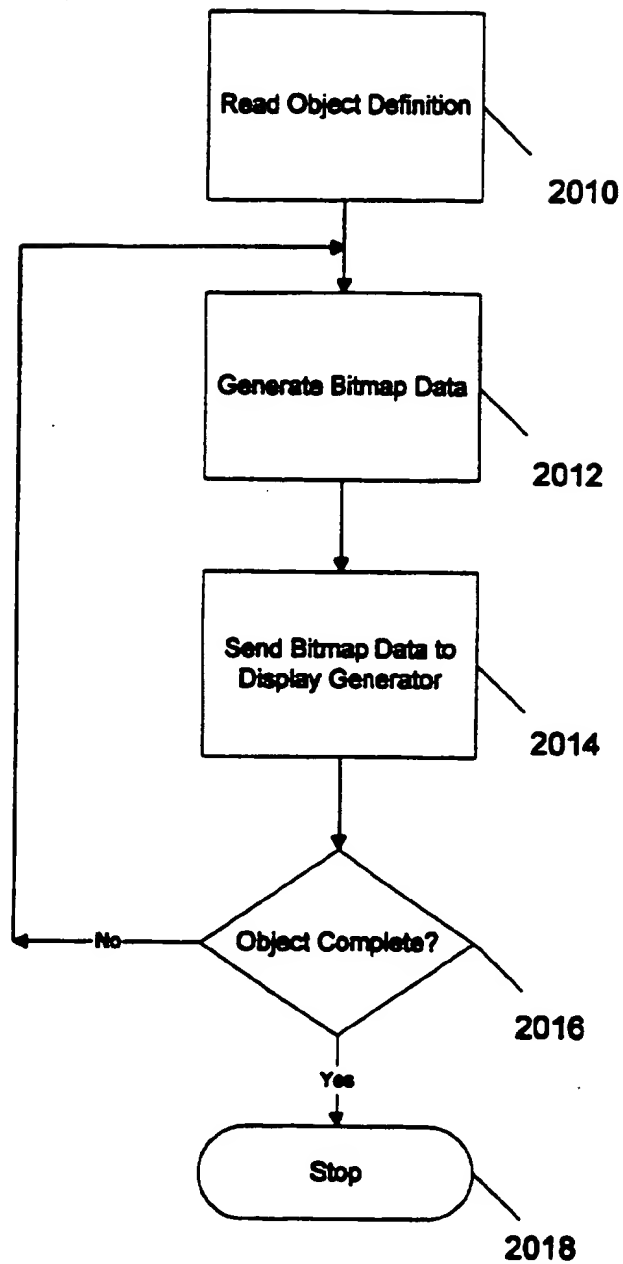 Read Object Definition
2010
Generate Bitmap Data
2012
Send Bitmap Data to
Display Generator
2014
Object Complete?
No
2016
Yes
Stop
2018